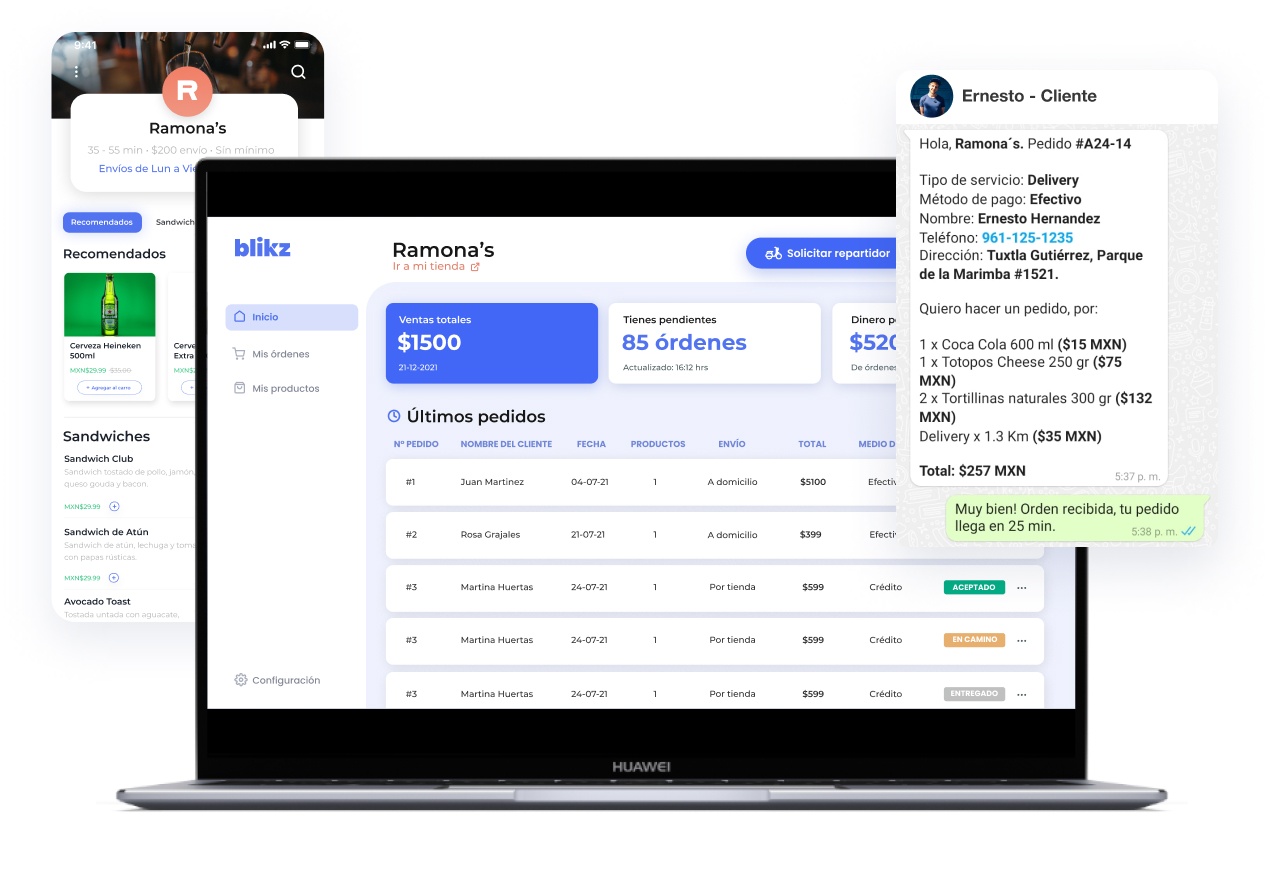 9:41
R
Ramona’s
35 - 55 min • $200 envío • Sin mínimo
Envíos de Lun a
Recomendados
Sandwich
Recomendados
Cerveza Heineken
500ml
MXN$29.99 $35.00
+ Agregar al carro
Extra
Sandwiches
Sandwich Club
Sandwich tostado de pollo, jamón,
queso gouda y bacon.
MXN$29.99
Sandwich de Atún
Sandwich de atún, lechuga y
con papas rústicas.
MXN$29.99
Avocado Toast
Tostada untada con aguacate,
blikz
Inicio
Mis órdenes
Mis productos
Configuración
Ramona’s
Ir a mi tienda
Solicitar repartidor
Ventas totales
$1500
21-12-2021
Tienes pendientes
85 órdenes
Actualizado: 16:12 hrs
Dinero
$520
De órdenes
Últimos pedidos
Nº PEDIDO NOMBRE DEL CLIENTE FECHA PRODUCTOS ENVÍO TOTAL MEDIO
#1 Juan Martinez 04-07-21 1 A domicilio $5100
#2 Rosa Grajales 21-07-21 1 A domicilio $399
#3 Martina Huertas 24-07-21 1 Por tienda $599 Crédito ACEPTADO ...
#3 Martina Huertas 24-07-21 1 Por tienda $599 Crédito EN CAMINO ...
#3 Martina Huertas 24-07-21 1 Por tienda $599 Crédito ENTREGADO ...
HUAWEI
Ernesto - Cliente
Hola, Ramona´s. Pedido #A24-14
Tipo de servicio: Delivery
Método de pago: Efectivo
Nombre: Ernesto Hernandez
Teléfono: 961-125-1235
Dirección: Tuxtla Gutiérrez, Parque
de la Marimba #1521.
Quiero hacer un pedido, por:
1 x Coca Cola 600 ml ($15 MXN)
1 x Totopos Cheese 250 gr ($75
MXN)
2 x Tortillinas naturales 300 gr ($132
MXN)
Delivery x 1.3 Km ($35 MXN)
Total: $257 MXN
5:37 p. m.
Muy bien! Orden recibida, tu pedido
llega en 25 min.
5:38 p. m.